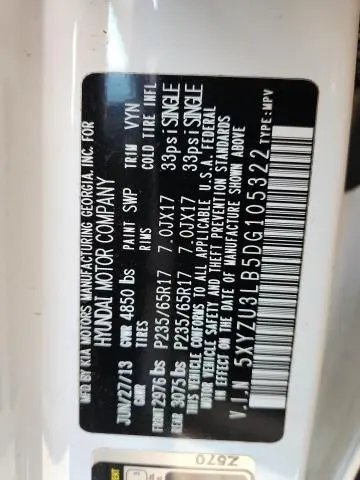 MFD BY KIA MOTORS MANUFACTURING GEORGIA, INC. FOR
HYUNDAI MOTOR COMPANY
JUN/27/13 GVWR 4850 lbs PAINT SWP TRIM VYN
GAWR TIRES RIMS COLD TIRE INFL
FRONT 2976 lbs P235/65R17 7.0JX17 33psi SINGLE
REAR 3075 lbs P235/65R17 7.0JX17 33psi SINGLE
THIS VEHICLE CONFORMS TO ALL APPLICABLE U.S.A. FEDERAL
MOTOR VEHICLE SAFETY AND THEFT PREVENTION STANDARDS
IN EFFECT ON THE DATE OF MANUFACTURE SHOWN ABOVE.
V.I.N 5XYZU3LB5DG105322 TYPE:MPV
Z570